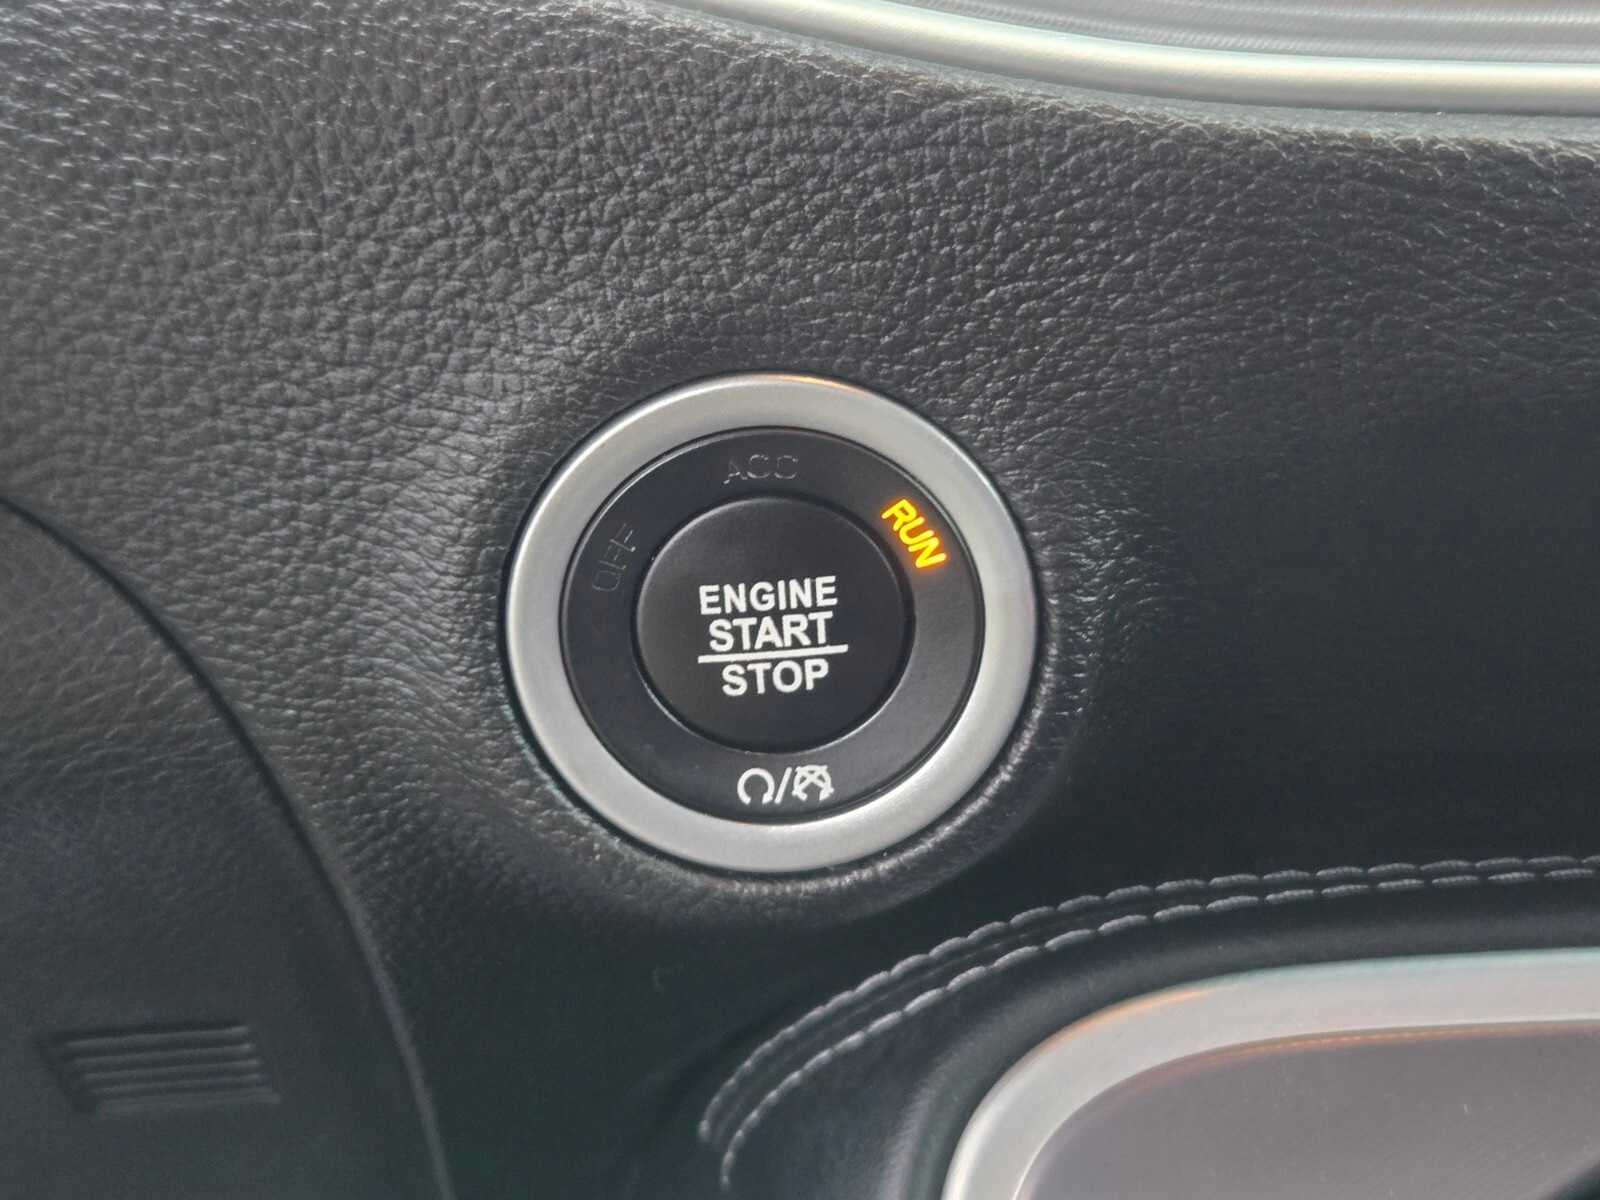 ACC
OFF
RUN
ENGINE
START
STOP